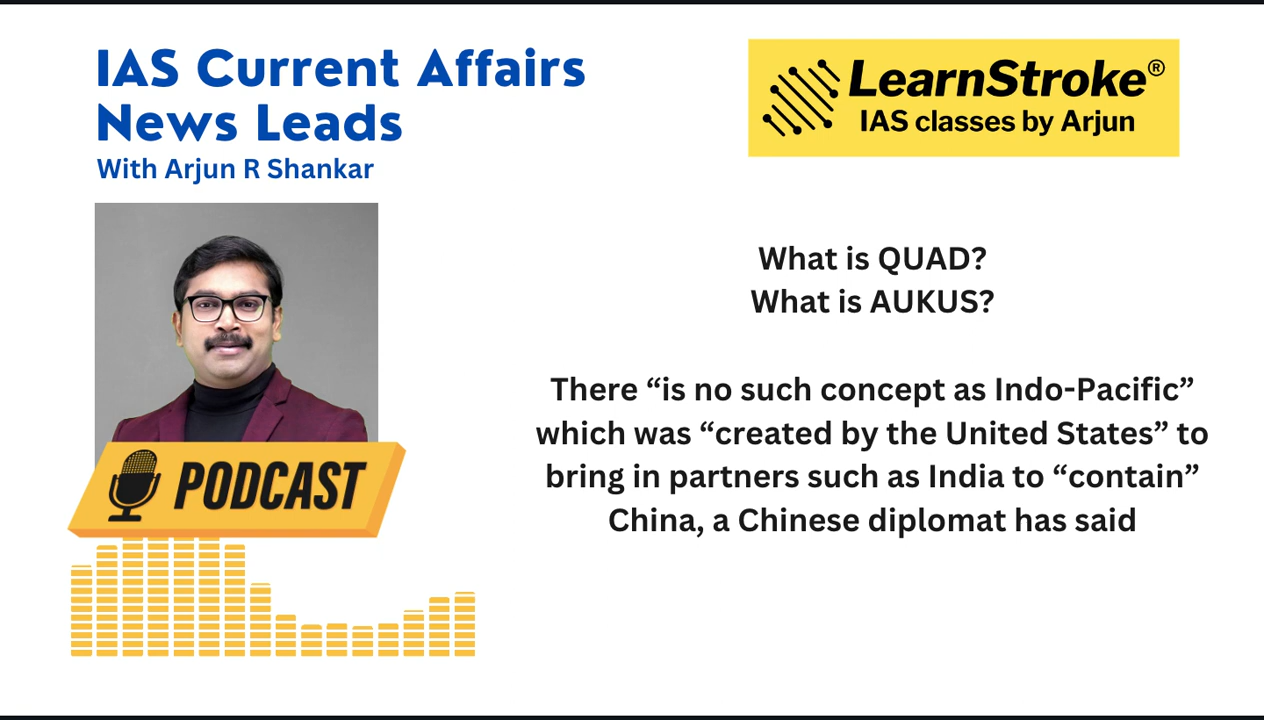 IAS Current Affairs
News Leads
With Arjun R Shankar
LearnStroke®
IAS classes by Arjun
PODCAST
What is QUAD?
What is AUKUS?
There “is no such concept as Indo-Pacific”
which was “created by the United States” to
bring in partners such as India to “contain”
China, a Chinese diplomat has said